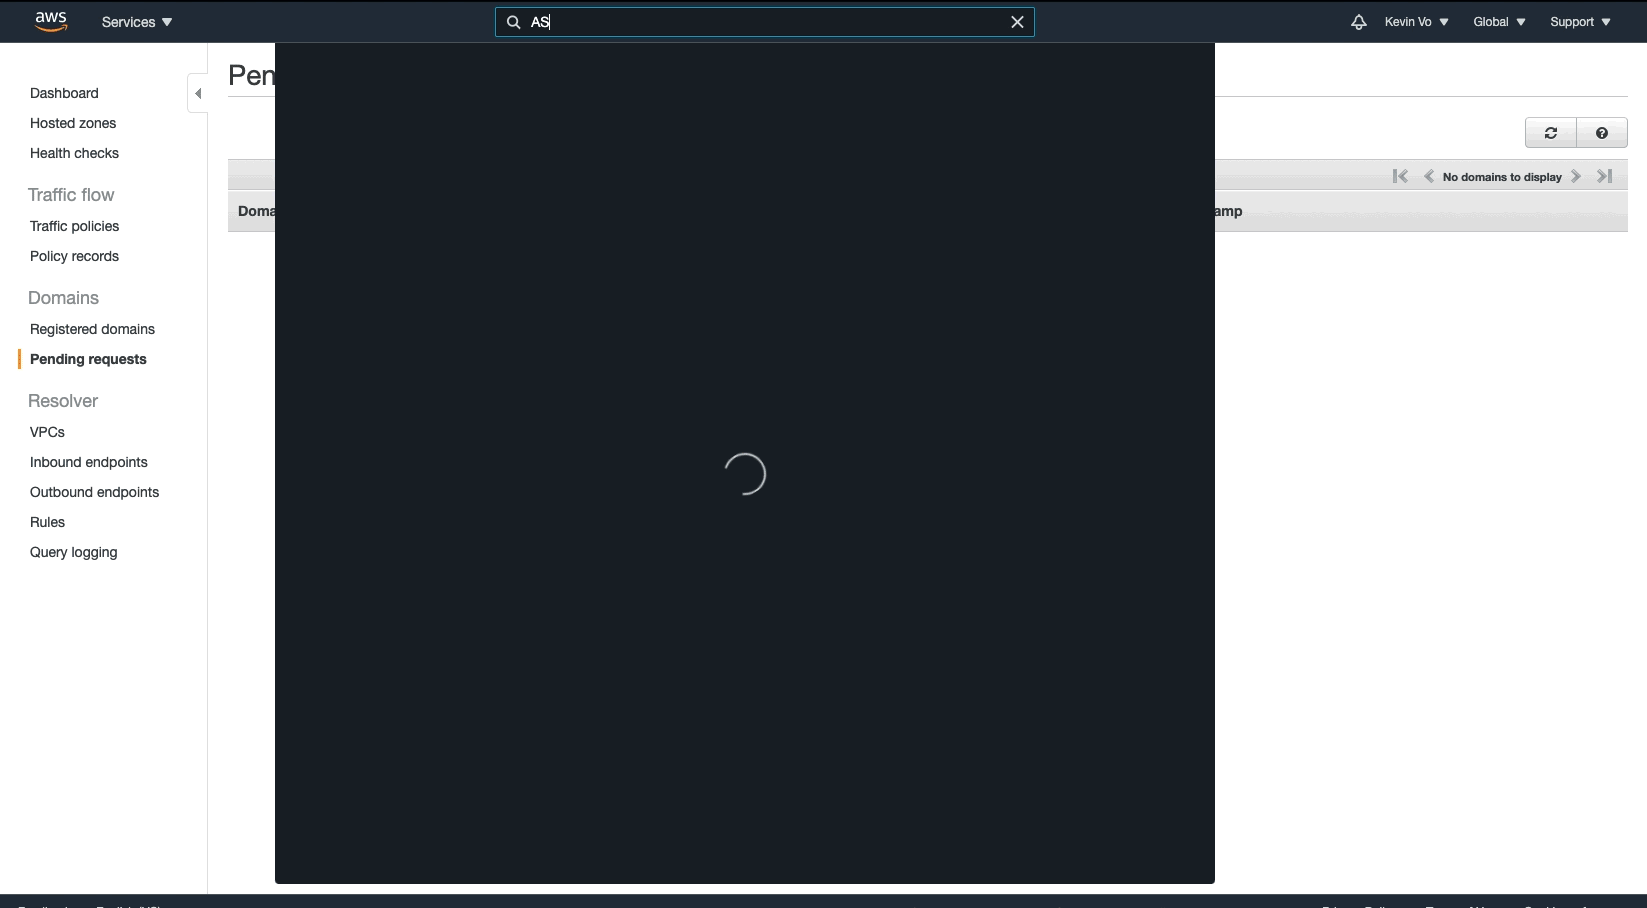 aws
Services
AS
Kevin Vo
Global
Support
Pen
Dashboard
Hosted zones
Health checks
No domains to display
Traffic flow
Doma
amp
Traffic policies
Policy records
Domains
Registered domains
Pending requests
Resolver
VPCs
Inbound endpoints
Outbound endpoints
Rules
Query logging